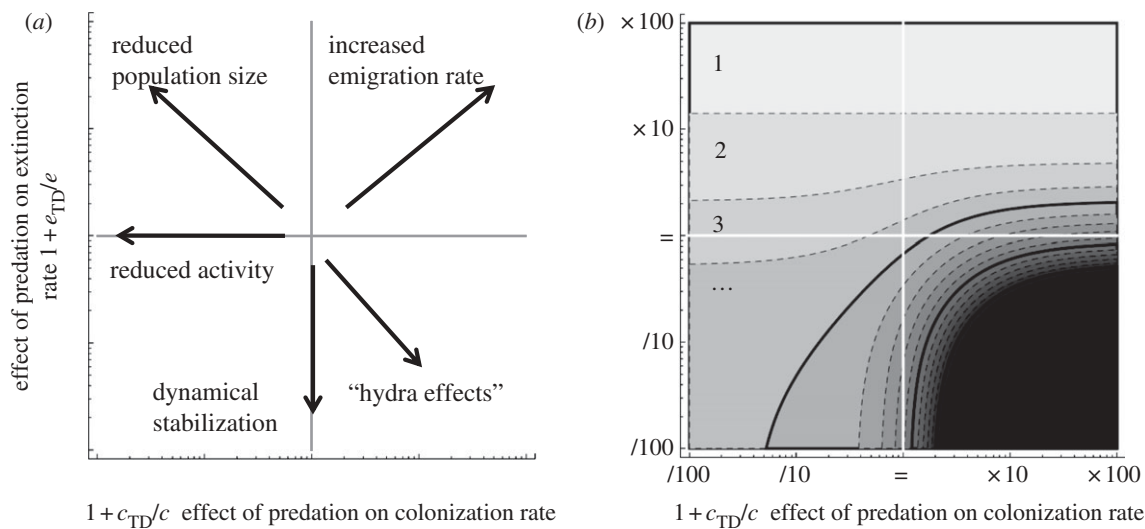 (a)
reduced
population size
increased
emigration rate
reduced activity
dynamical
stabilization
“hydra effects”
effect of predation on extinction
rate 1 + e_TD/e
1 + c_TD/c effect of predation on colonization rate
(b)
× 100
× 10
=
/10
/100
1
2
3
...
/100
/10
=
× 10
× 100
1 + c_TD/c effect of predation on colonization rate